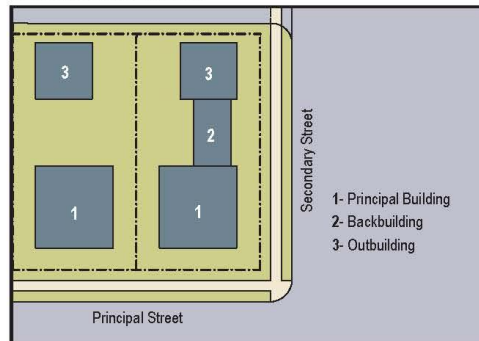 3
3
2
1
1
Secondary Street
1- Principal Building
2- Backbuilding
3- Outbuilding
Principal Street